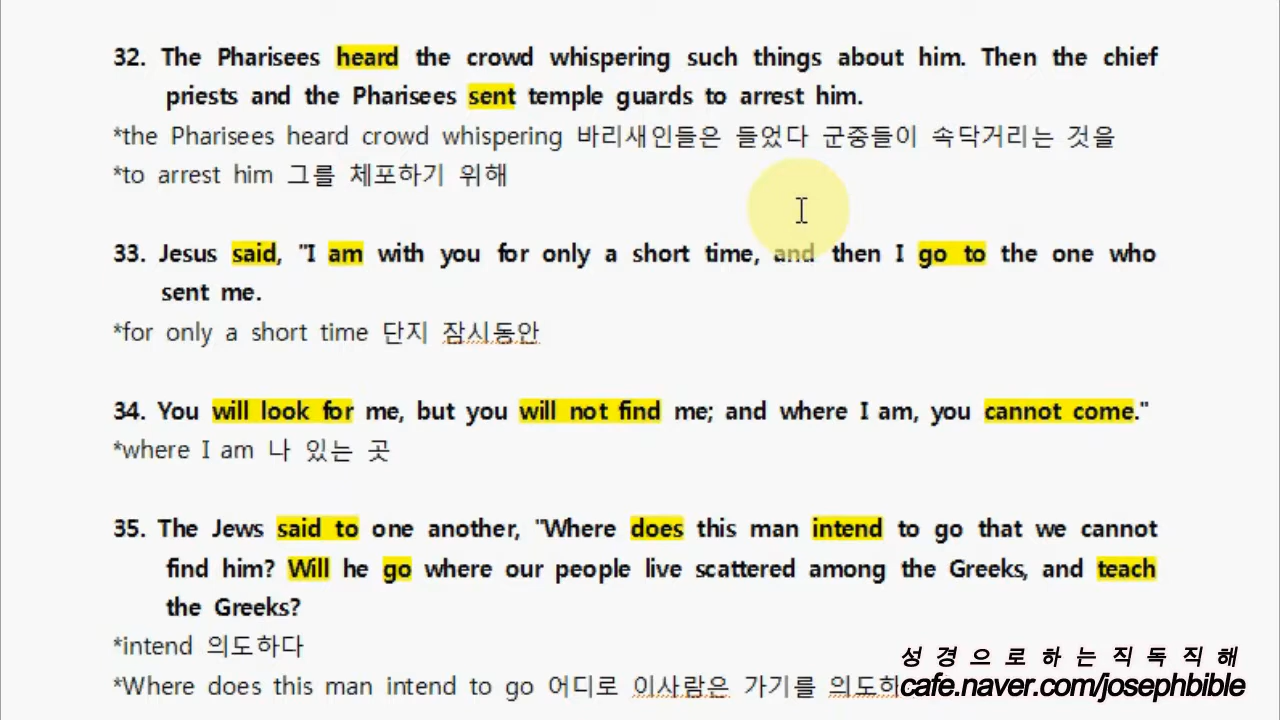 32. The Pharisees heard the crowd whispering such things about him. Then the chief
priests and the Pharisees sent temple guards to arrest him.
*the Pharisees heard crowd whispering 바리새인들은 들었다 군중들이 속닥거리는 것을
*to arrest him 그를 체포하기 위해
33. Jesus said, "I am with you for only a short time, and then I go to the one who
sent me.
*for only a short time 단지 잠시동안
34. You will look for me, but you will not find me; and where I am, you cannot come."
*where I am 나 있는 곳
35. The Jews said to one another, "Where does this man intend to go that we cannot
find him? Will he go where our people live scattered among the Greeks, and teach
the Greeks?
*intend 의도하다
*Where does this man intend to go 어디로 이사람은 가기를 의도하
성경으로하는직독직해
cafe.naver.com/josephbible